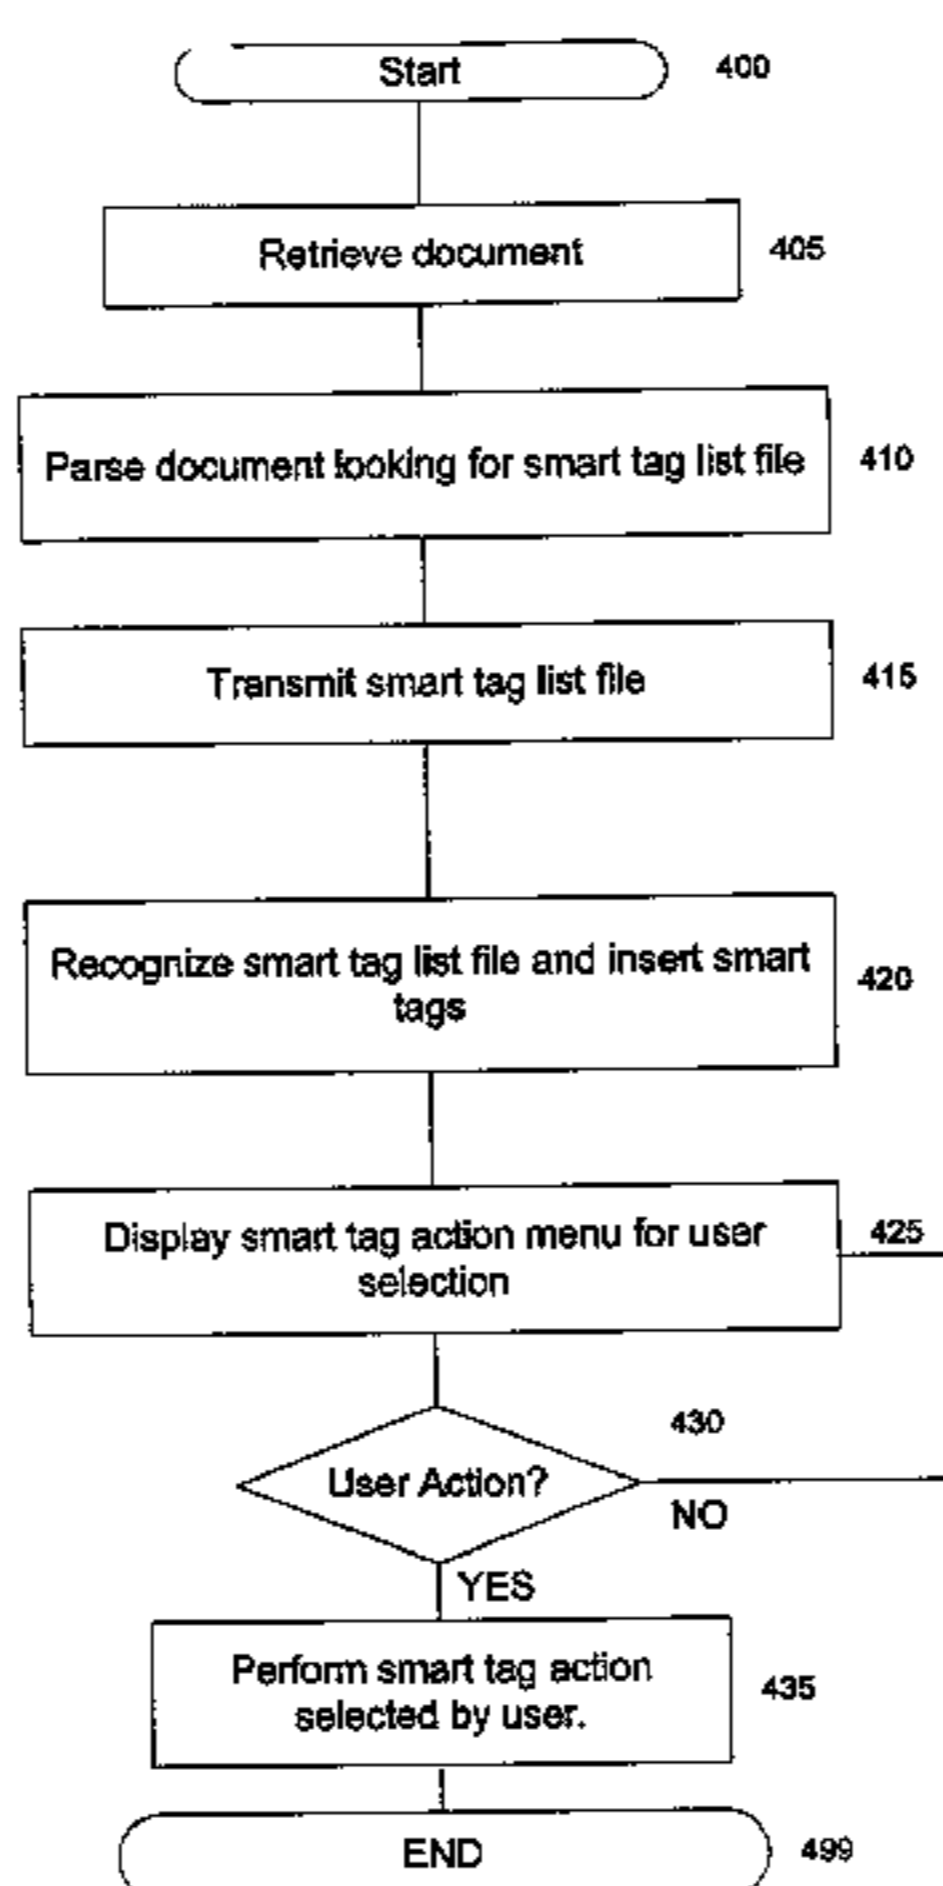 Start
400
Retrieve document
405
Parse document looking for smart tag list file
410
Transmit smart tag list file
415
Recognize smart tag list file and insert smart
tags
420
Display smart tag action menu for user
selection
425
430
User Action?
NO
YES
Perform smart tag action
selected by user.
435
END
499